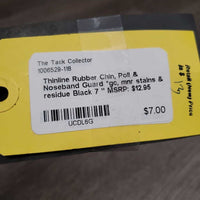 The Tack Collector
1006529-11B
Thinline Rubber Chin, Poll &
Noseband Guard *gc, mnr stains &
residue Black 7 " MSRP: $12.95
$7.00
UCDL6G